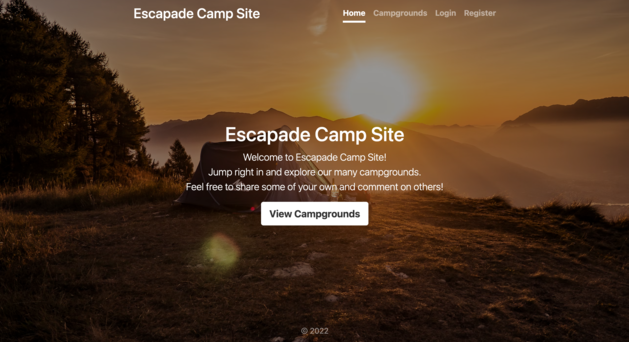 Escapade Camp Site
Home Campgrounds Login Register
Escapade Camp Site
Welcome to Escapade Camp Site!
Jump right in and explore our many campgrounds.
Feel free to share some of your own and comment on others!
View Campgrounds
© 2022